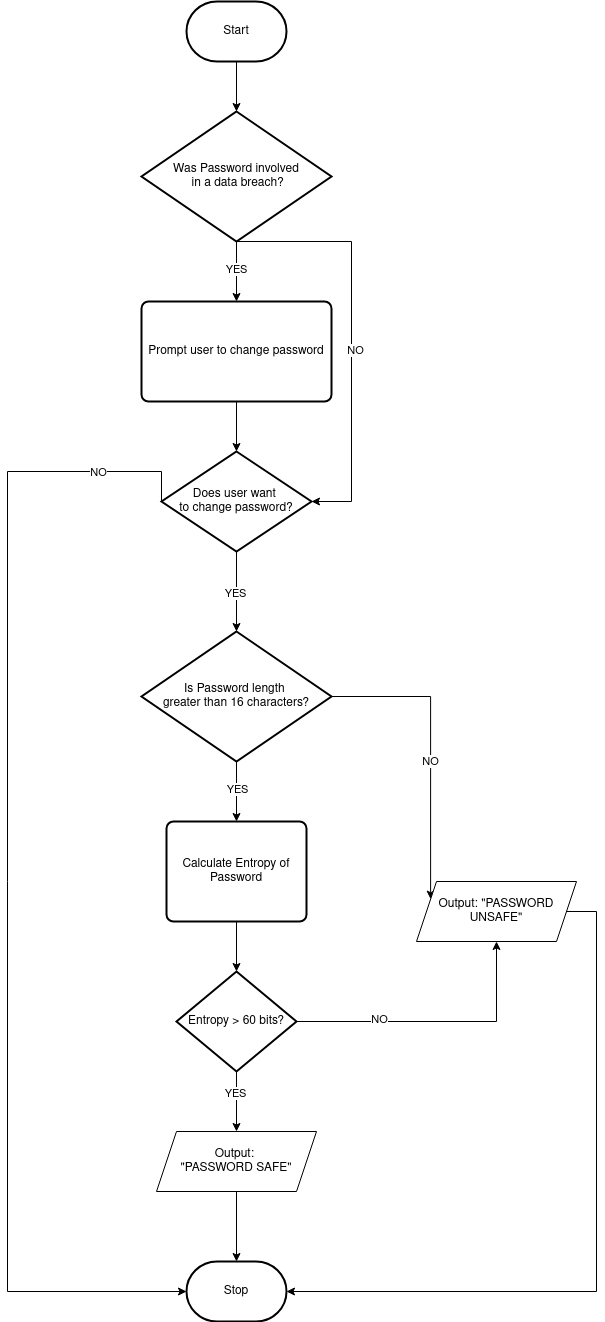 Start
Was Password involved
in a data breach?
YES
Prompt user to change password
NO
NO
Does user want
to change password?
YES
Is Password length
greater than 16 characters?
NO
YES
Calculate Entropy of
Password
Output: "PASSWORD
UNSAFE"
Entropy > 60 bits?
NO
YES
Output:
"PASSWORD SAFE"
Stop